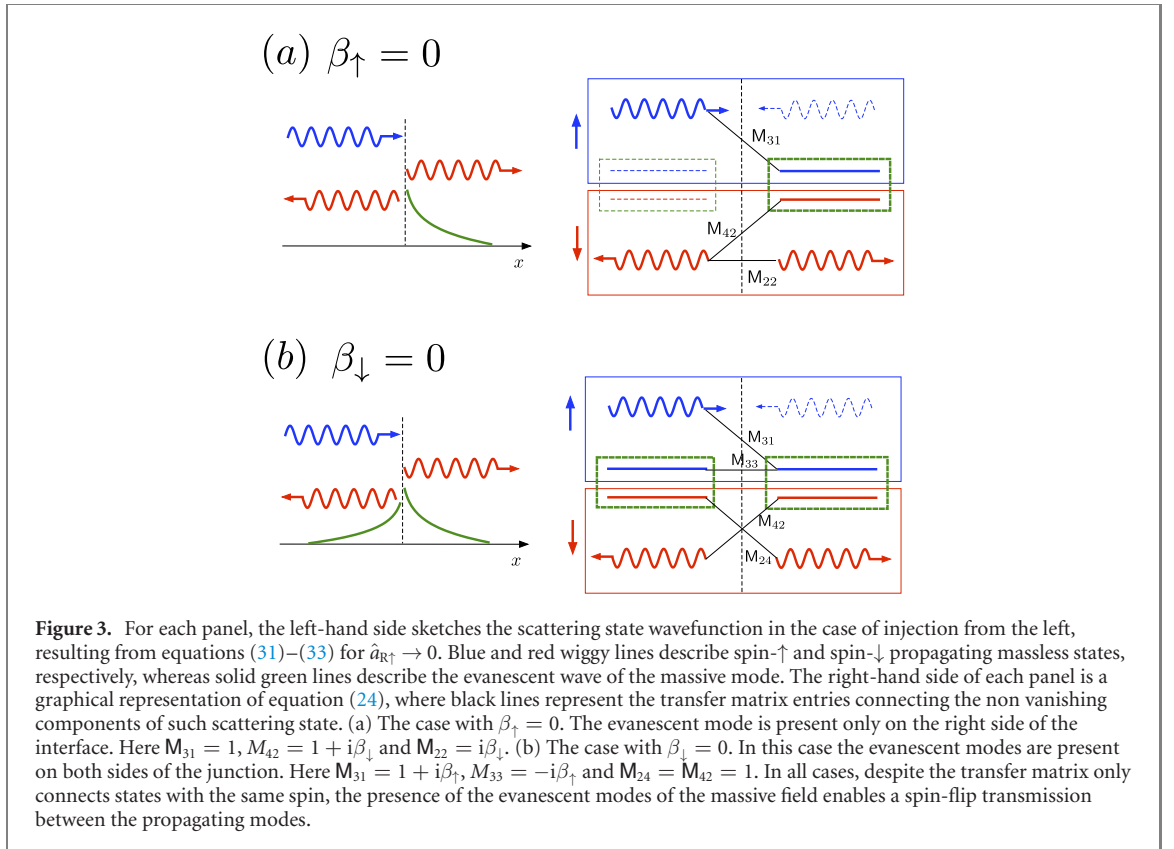 (a) β↑ = 0
M31
M42
M22
x
(b) β↓ = 0
M31
M33
M42
M24
x
Figure 3. For each panel, the left-hand side sketches the scattering state wavefunction in the case of injection from the left,
resulting from equations (31)–(33) for âR↑ → 0. Blue and red wiggy lines describe spin-↑ and spin-↓ propagating massless states,
respectively, whereas solid green lines describe the evanescent wave of the massive mode. The right-hand side of each panel is a
graphical representation of equation (24), where black lines represent the transfer matrix entries connecting the non vanishing
components of such scattering state. (a) The case with β↑ = 0. The evanescent mode is present only on the right side of the
interface. Here M31 = 1, M42 = 1 + iβ↓ and M22 = iβ↓. (b) The case with β↓ = 0. In this case the evanescent modes are present
on both sides of the junction. Here M31 = 1 + iβ↑, M33 = −iβ↑ and M24 = M42 = 1. In all cases, despite the transfer matrix only
connects states with the same spin, the presence of the evanescent modes of the massive field enables a spin-flip transmission
between the propagating modes.